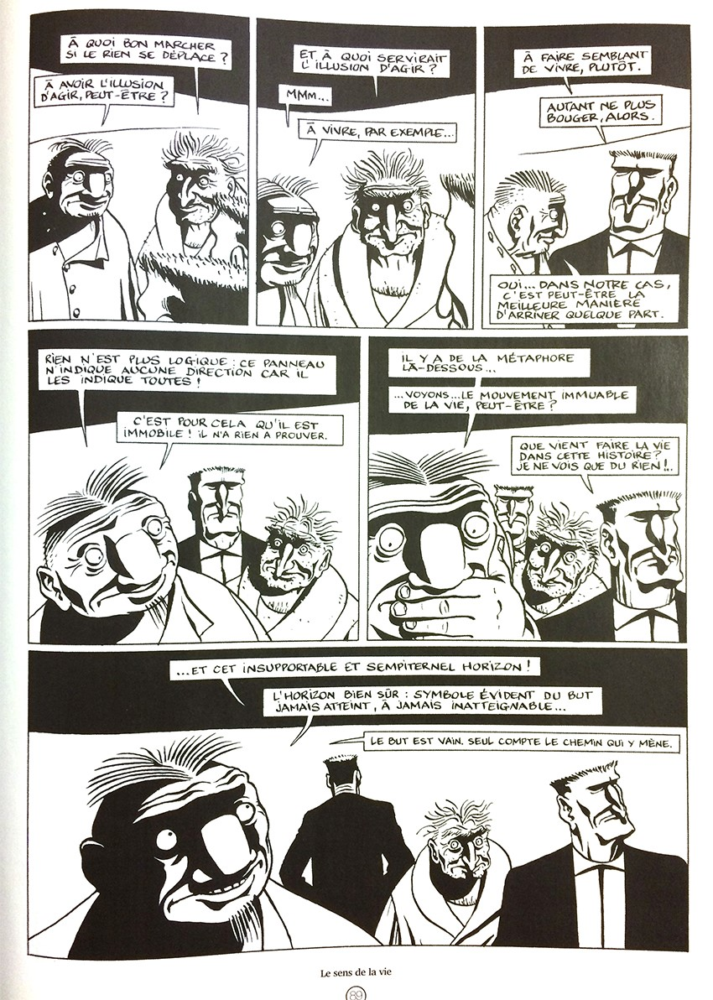 À QUOI BON MARCHER
SI LE RIEN SE DÉPLACE ?
À AVOIR L'ILLUSION
D'AGIR, PEUT-ÊTRE ?
ET, À QUOI SERVIRAIT
L'ILLUSION D'AGIR ?
MMM...
À VIVRE, PAR EXEMPLE...
À FAIRE SEMBLANT
DE VIVRE, PLUTÔT.
AUTANT NE PLUS
BOUGER, ALORS.
OUI... DANS NOTRE CAS,
C'EST PEUT-ÊTRE LA
MEILLEURE MANIÈRE
D'ARRIVER QUELQUE PART.
RIEN N'EST PLUS LOGIQUE : CE PANNEAU
N'INDIQUE AUCUNE DIRECTION CAR IL
LES INDIQUE TOUTES !
C'EST POUR CELA QU'IL EST
IMMOBILE ! IL N'A RIEN A PROUVER.
IL Y A DE LA MÉTAPHORE
LÀ-DESSOUS...
...VOYONS... LE MOUVEMENT IMMUABLE
DE LA VIE, PEUT-ÊTRE ?
QUE VIENT FAIRE LA VIE
DANS CETTE HISTOIRE ?
JE NE VOIS QUE DU RIEN !..
...ET CET INSUPPORTABLE ET SEMPITERNEL HORIZON !
L'HORIZON BIEN SÛR : SYMBOLE ÉVIDENT DU BUT
JAMAIS ATTEINT, À JAMAIS INATTEIGNABLE...
LE BUT EST VAIN. SEUL COMPTE LE CHEMIN QUI Y MÈNE.
Le sens de la vie
89